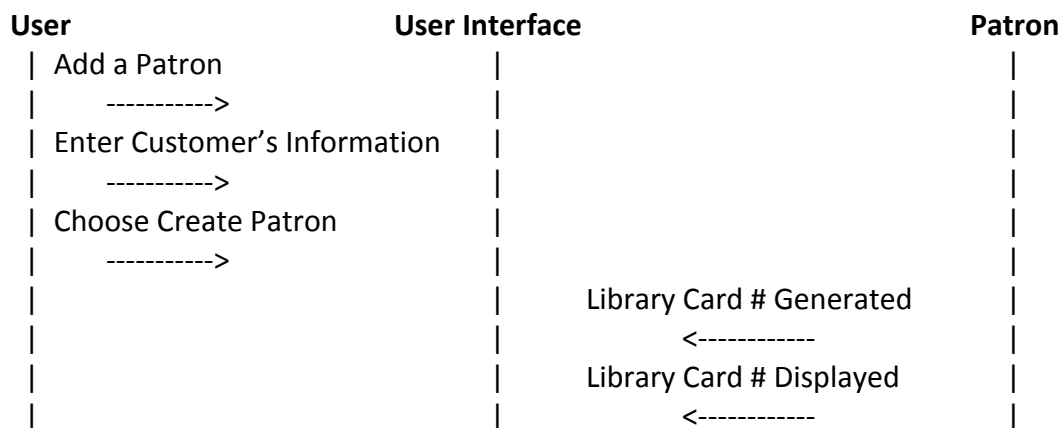 User User Interface Patron
| Add a Patron | |
| -----------> | |
| Enter Customer’s Information | |
| -----------> | |
| Choose Create Patron | |
| -----------> | |
| | Library Card # Generated |
| | <------------ |
| | Library Card # Displayed |
| | <------------ |